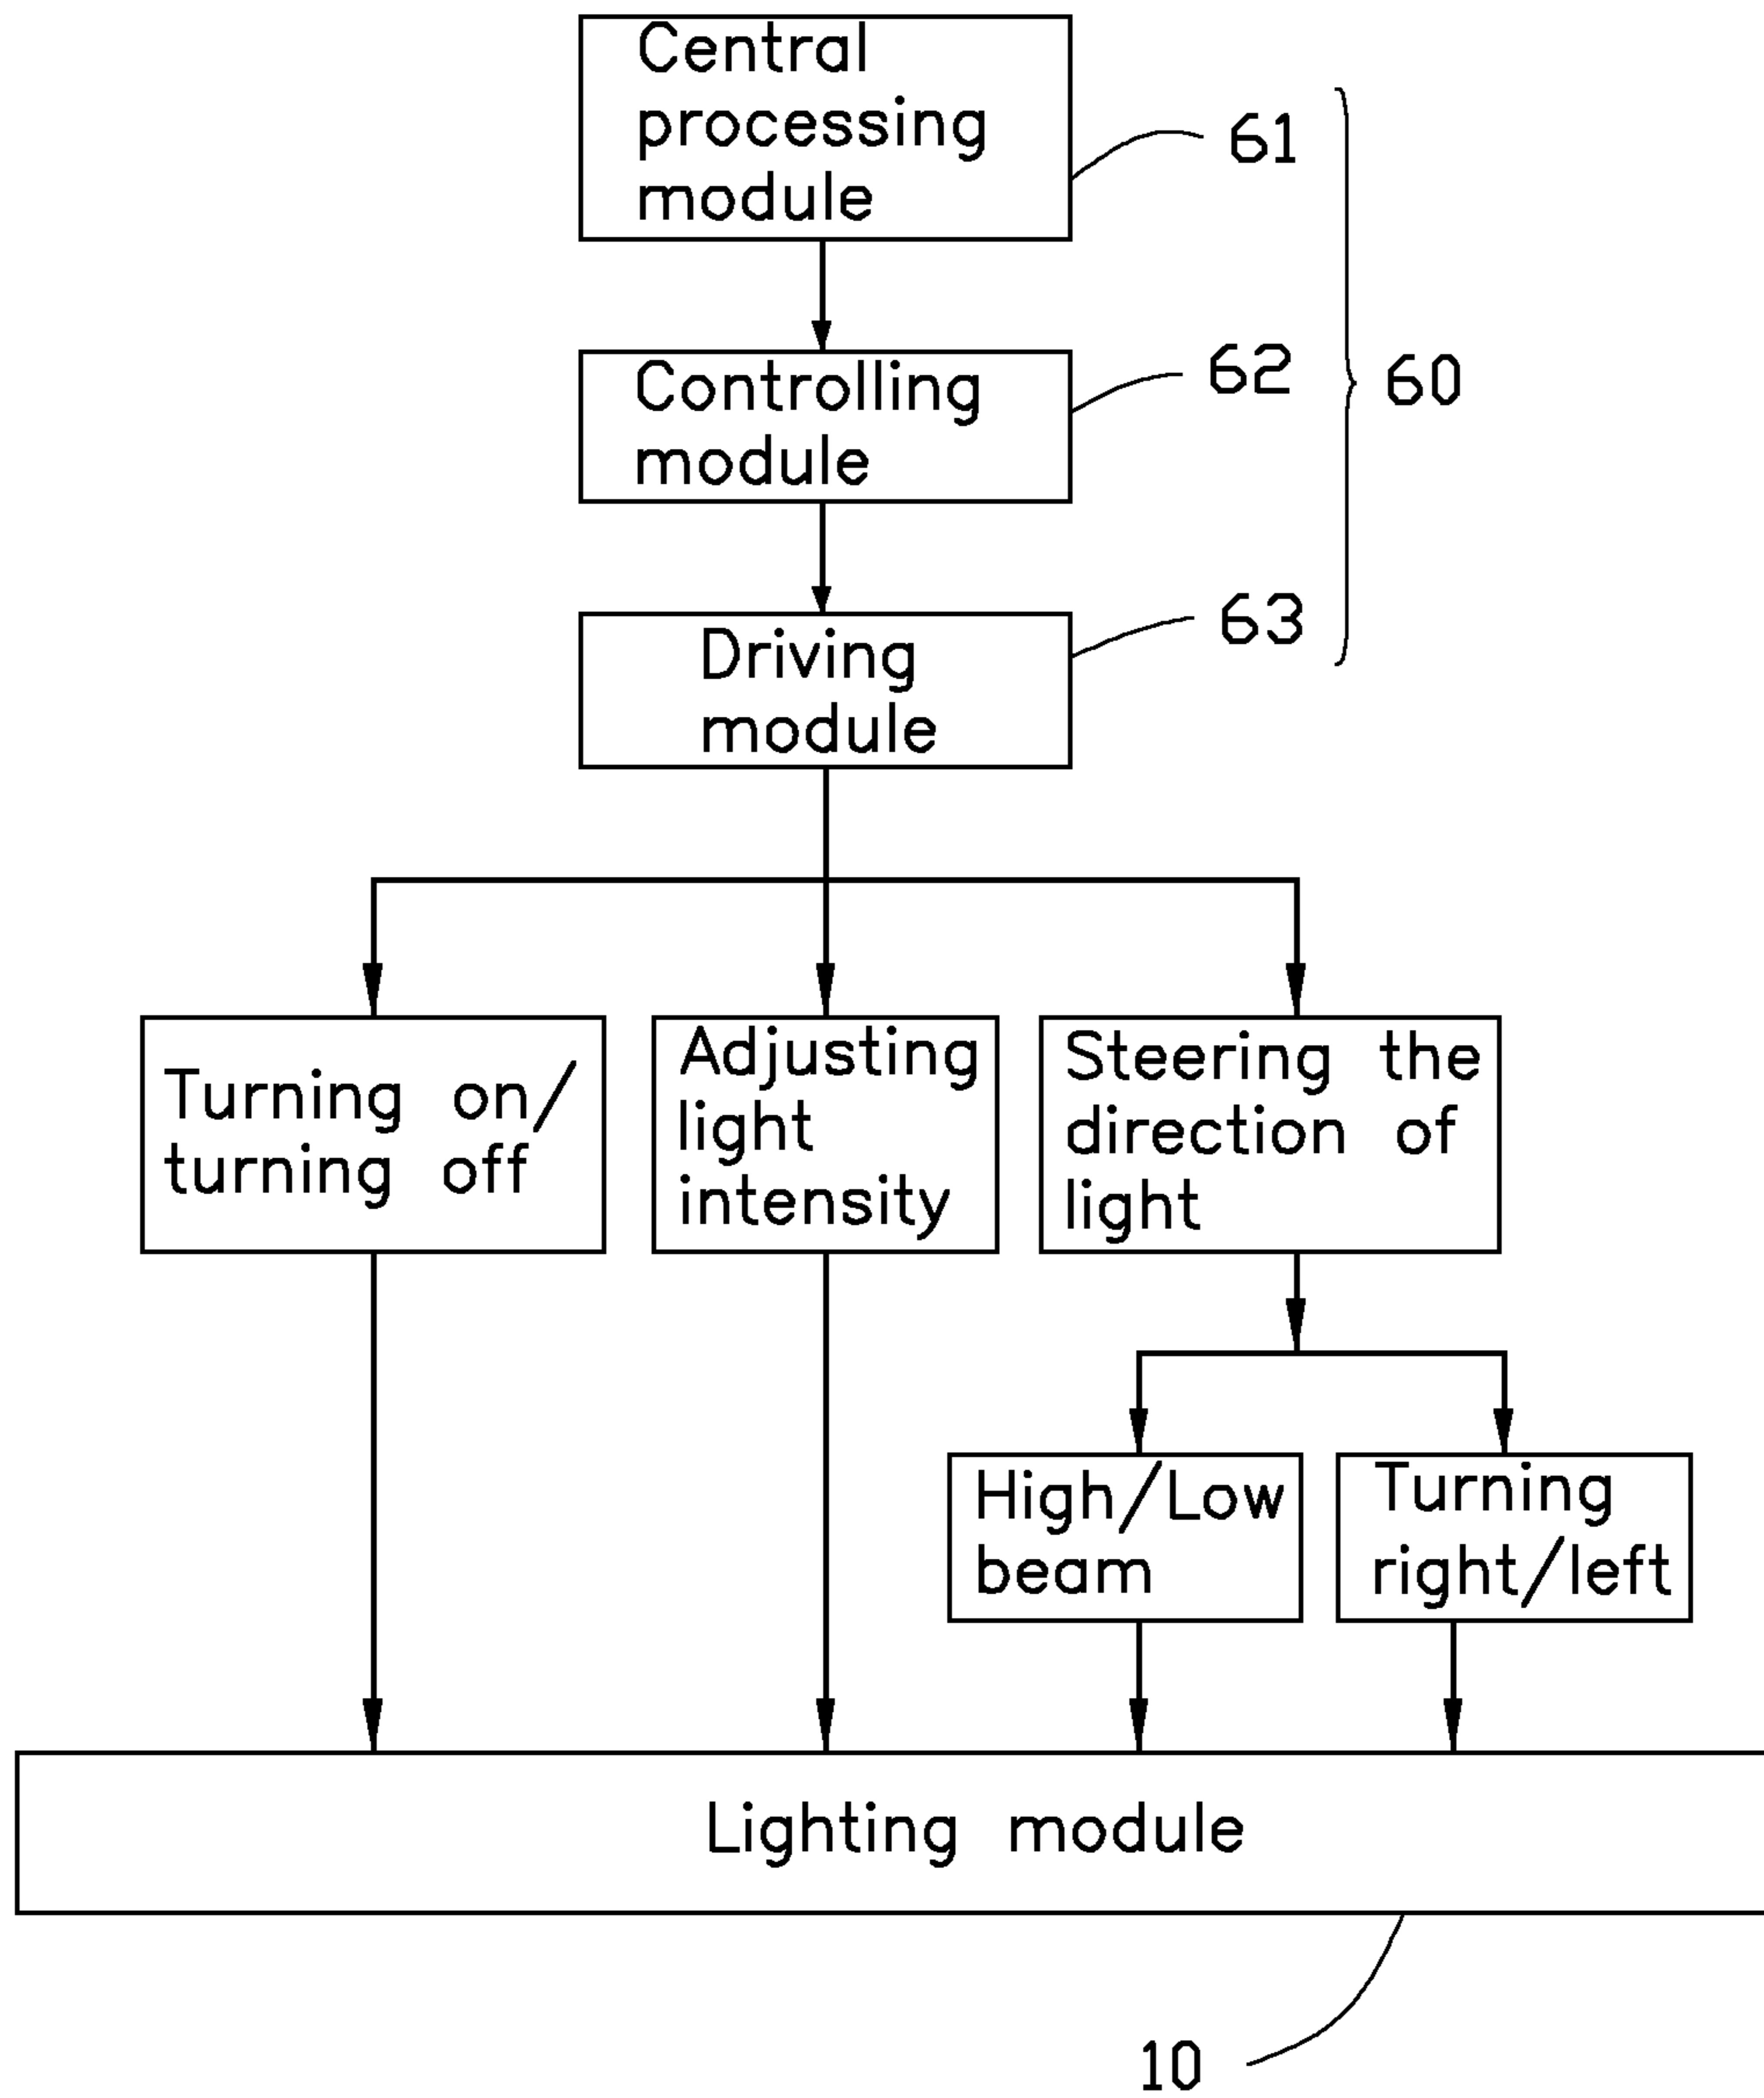 Central
processing
module
61
Controlling
module
62
60
Driving
module
63
Turning on/
turning off
Adjusting
light
intensity
Steering the
direction of
light
High/Low
beam
Turning
right/left
Lighting module
10